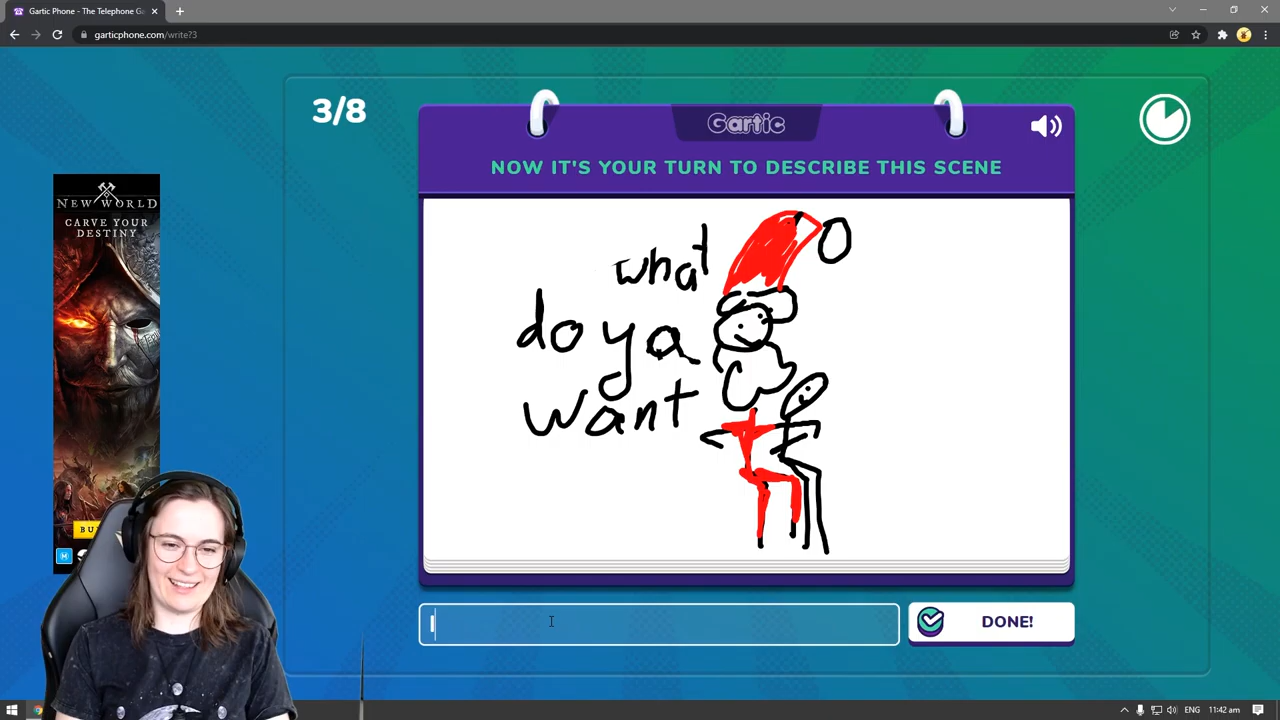 Gartic Phone - The Telephone Ga
garticphone.com/write?3
3/8
Gartic
NOW IT'S YOUR TURN TO DESCRIBE THIS SCENE
NEW WORLD
CARVE YOUR
DESTINY
what
do ya
want
BU
I
DONE!
ENG
11:42 am